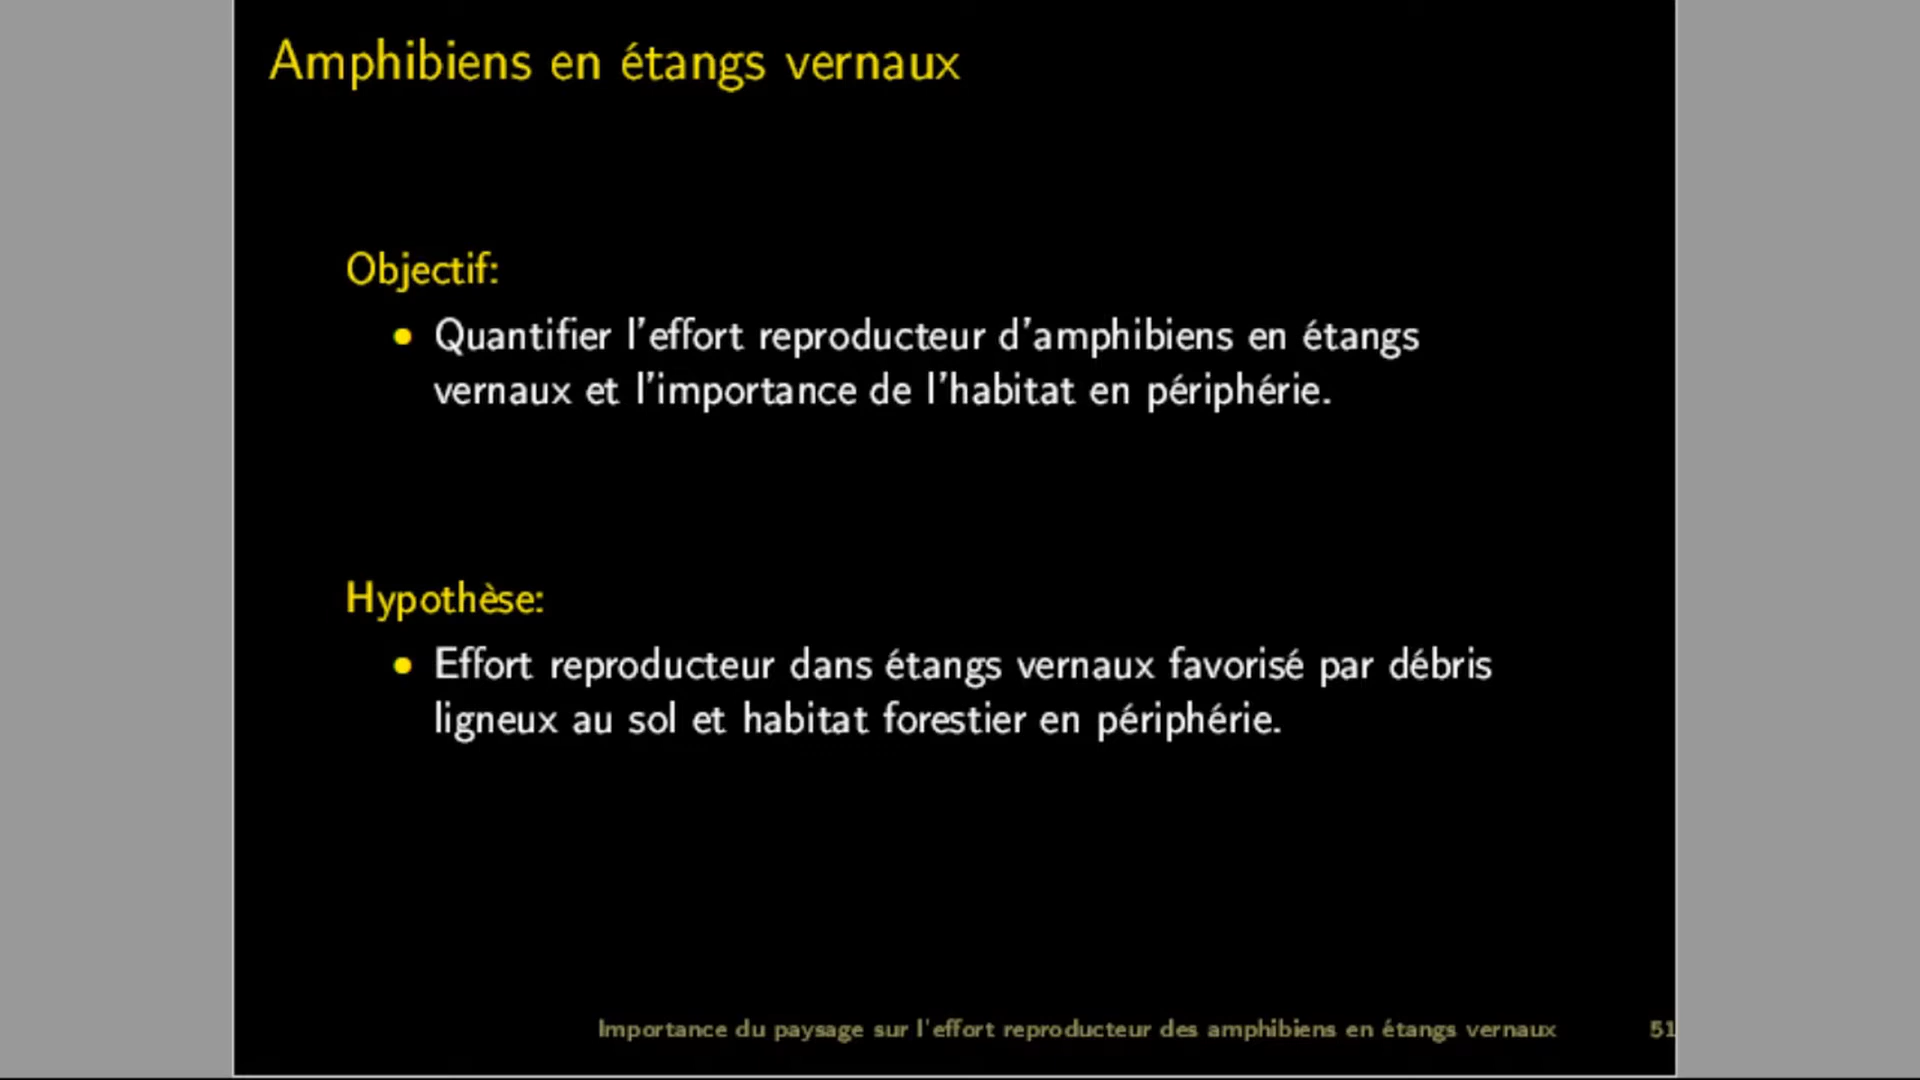 Amphibiens en étangs vernaux
Objectif:
• Quantifier l'effort reproducteur d'amphibiens en étangs
vernaux et l'importance de l'habitat en périphérie.
Hypothèse:
• Effort reproducteur dans étangs vernaux favorisé par débris
ligneux au sol et habitat forestier en périphérie.
Importance du paysage sur l'effort reproducteur des amphibiens en étangs vernaux 51